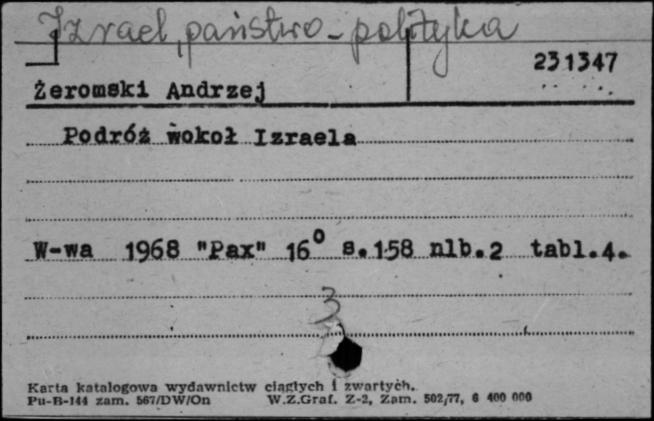 Izrael, państwo - polityka
231347
Żeromski Andrzej
Podróż wokoł Izraela
W-wa 1968 "Pax" 16° s.158 nlb.2 tabl.4.
3
Karta katalogowa wydawnictw ciągłych i zwartych.
Pu-B-144 zam. 567/DW/On W.Z.Graf. Z-2, Zam. 502/77, 6 400 000